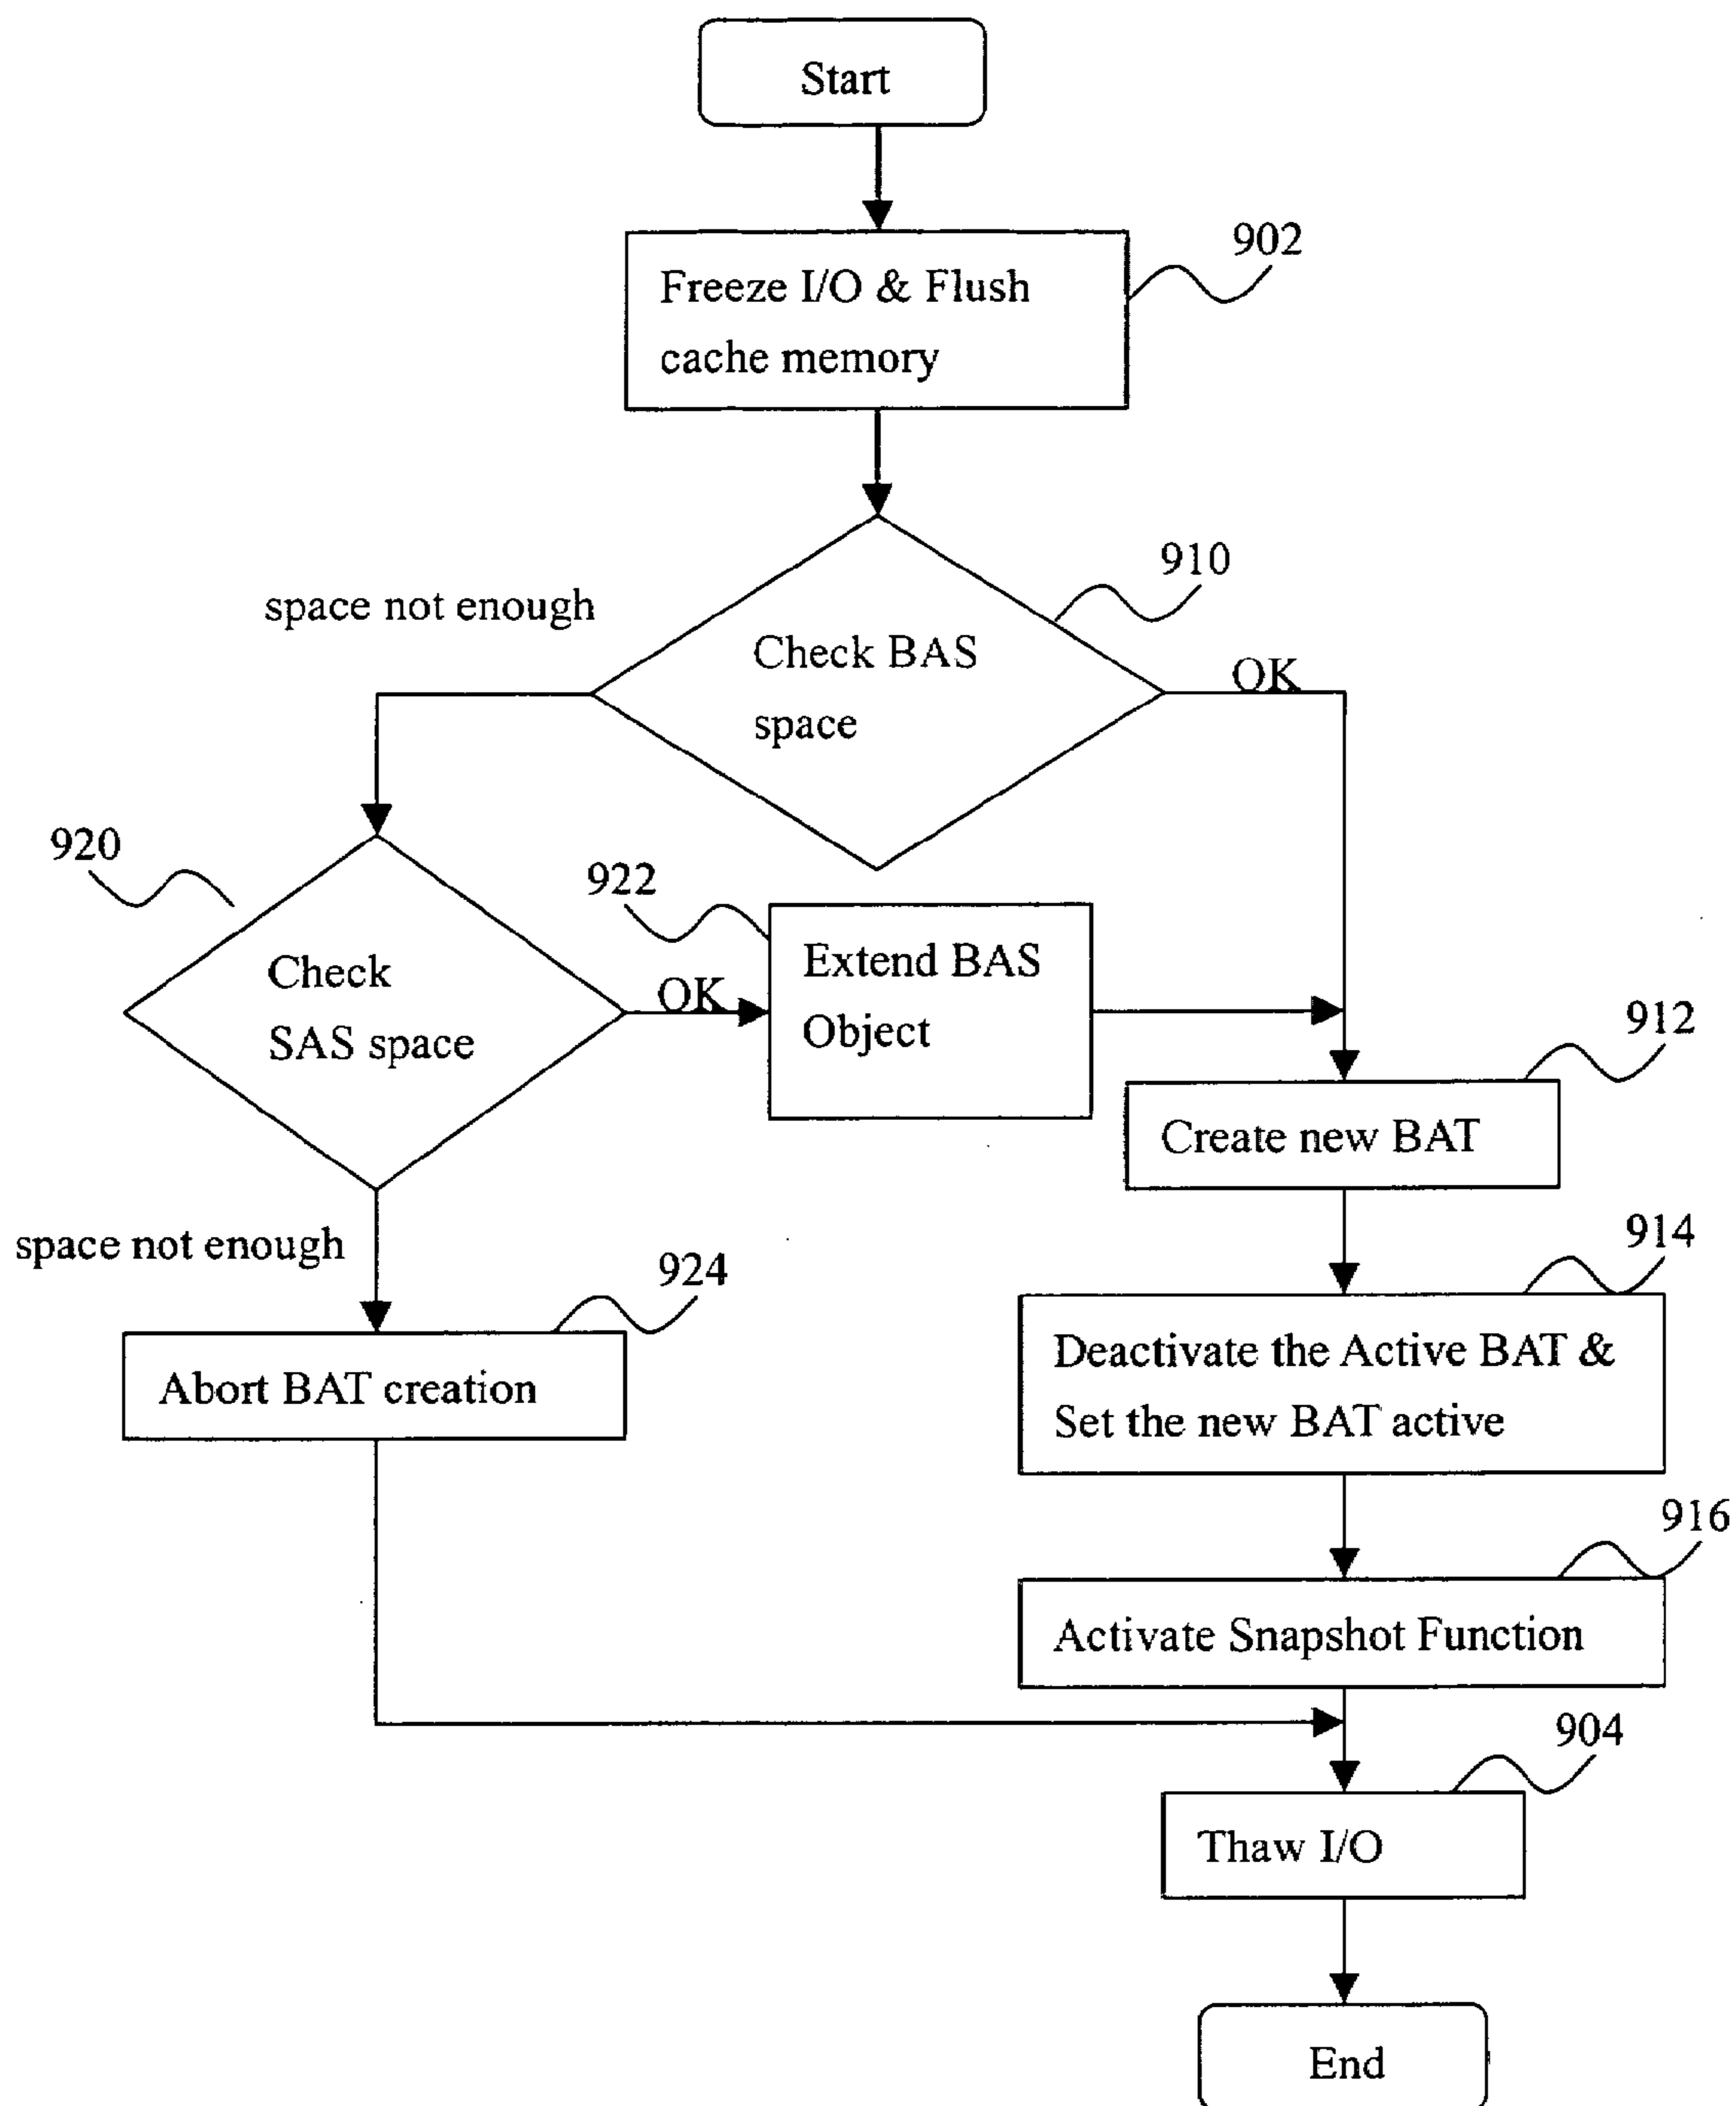 Start
902
Freeze I/O & Flush
cache memory
910
space not enough
Check BAS
space
OK
920
922
Check
SAS space
OK
Extend BAS
Object
912
Create new BAT
space not enough
924
914
Abort BAT creation
Deactivate the Active BAT &
Set the new BAT active
916
Activate Snapshot Function
904
Thaw I/O
End